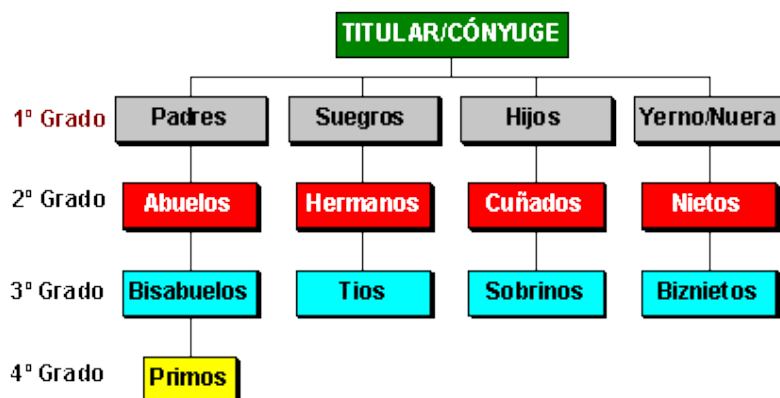 TITULAR/CÓNYUGE
1º Grado Padres Suegros Hijos Yerno/Nuera
2º Grado Abuelos Hermanos Cuñados Nietos
3º Grado Bisabuelos Tios Sobrinos Biznietos
4º Grado Primos